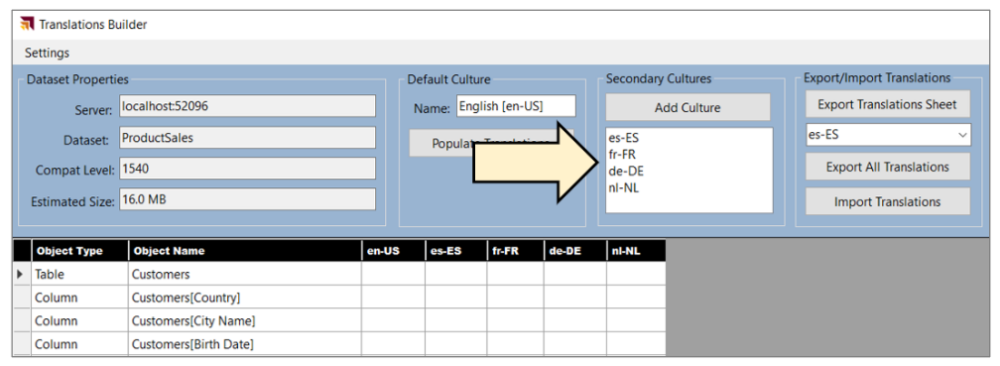 Translations Builder
Settings
Dataset Properties
Server: localhost:52096
Dataset: ProductSales
Compat Level: 1540
Estimated Size: 16.0 MB
Default Culture
Name: English [en-US]
Populate
Secondary Cultures
Add Culture
es-ES
fr-FR
de-DE
nl-NL
Export/Import Translations
Export Translations Sheet
es-ES
Export All Translations
Import Translations
Object Type Object Name en-US es-ES fr-FR de-DE nl-NL
Table Customers
Column Customers[Country]
Column Customers[City Name]
Column Customers[Birth Date]